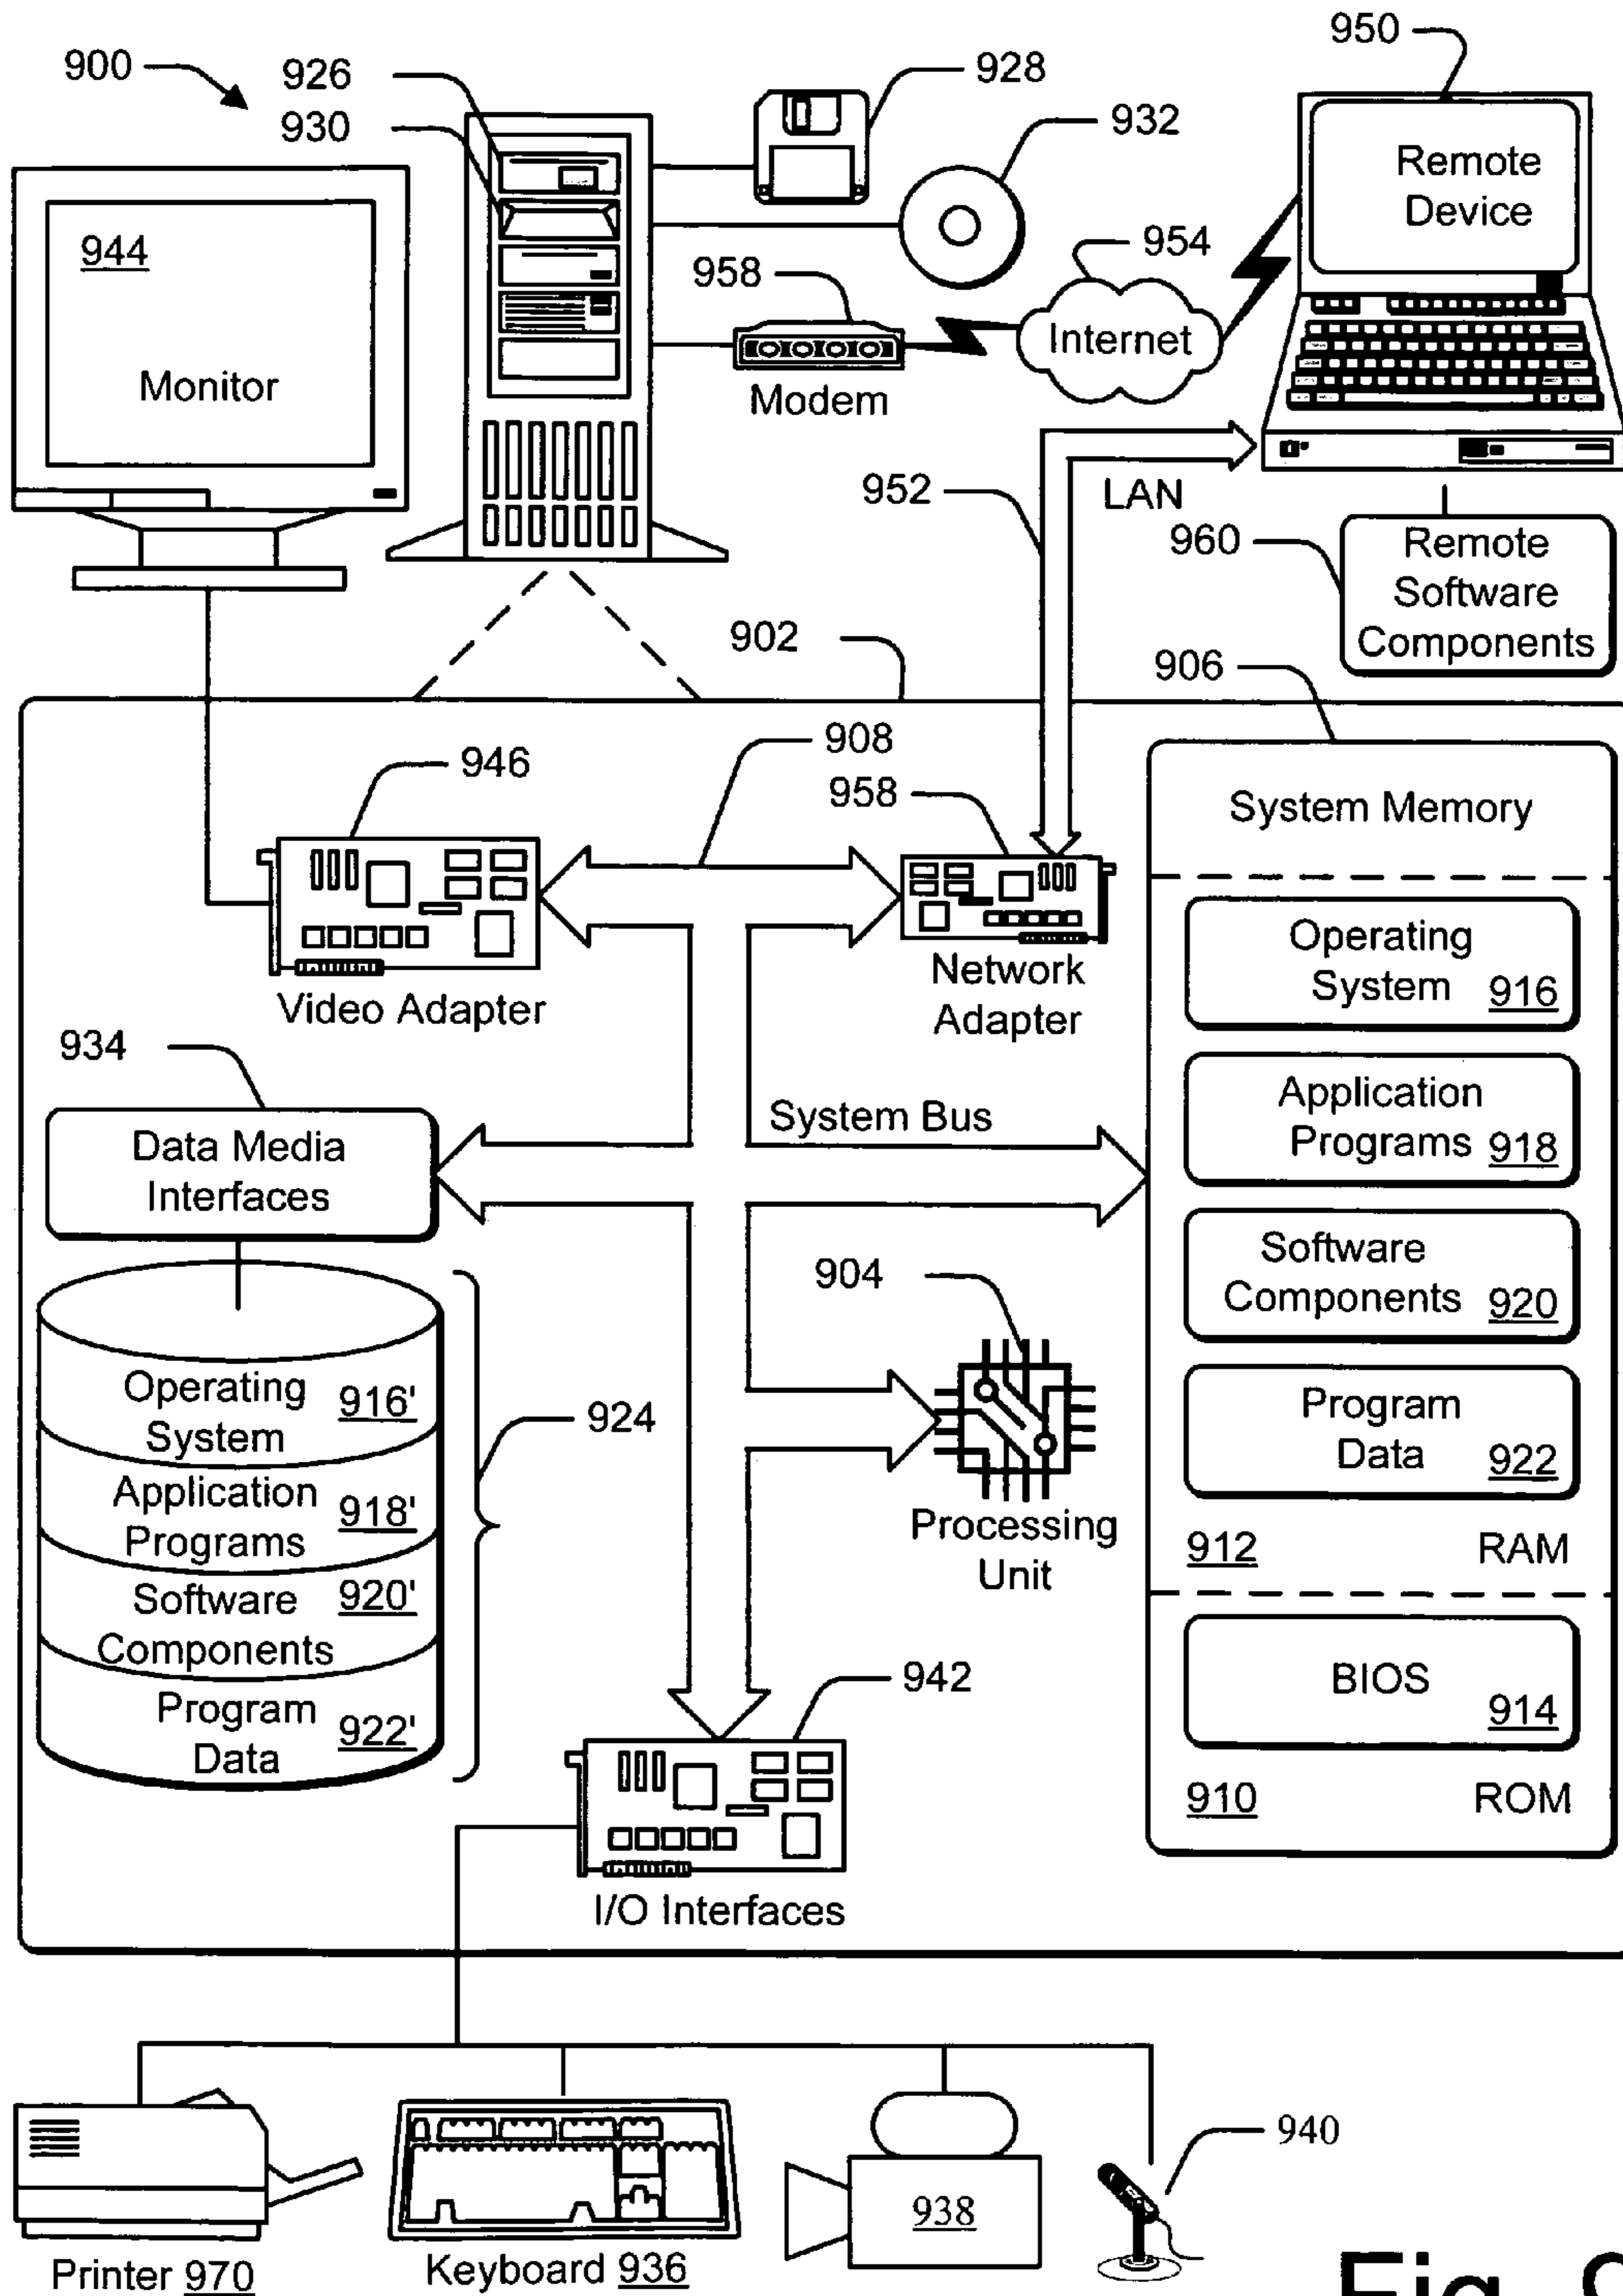 950
900
926
928
930
932
Remote
Device
944
954
958
Internet
Monitor
Modem
952
LAN
960
Remote
Software
Components
902
906
908
946
958
System Memory
Operating
System 916
Network
Adapter
Video Adapter
934
Application
Programs 918
System Bus
Data Media
Interfaces
Software
Components 920
904
Operating
System 916'
924
Program
Data 922
Application
Programs 918'
Processing
Unit
912 RAM
Software
Components 920'
942
BIOS
914
Program
Data 922'
910 ROM
I/O Interfaces
940
938
Printer 970
Keyboard 936
Fig. 9